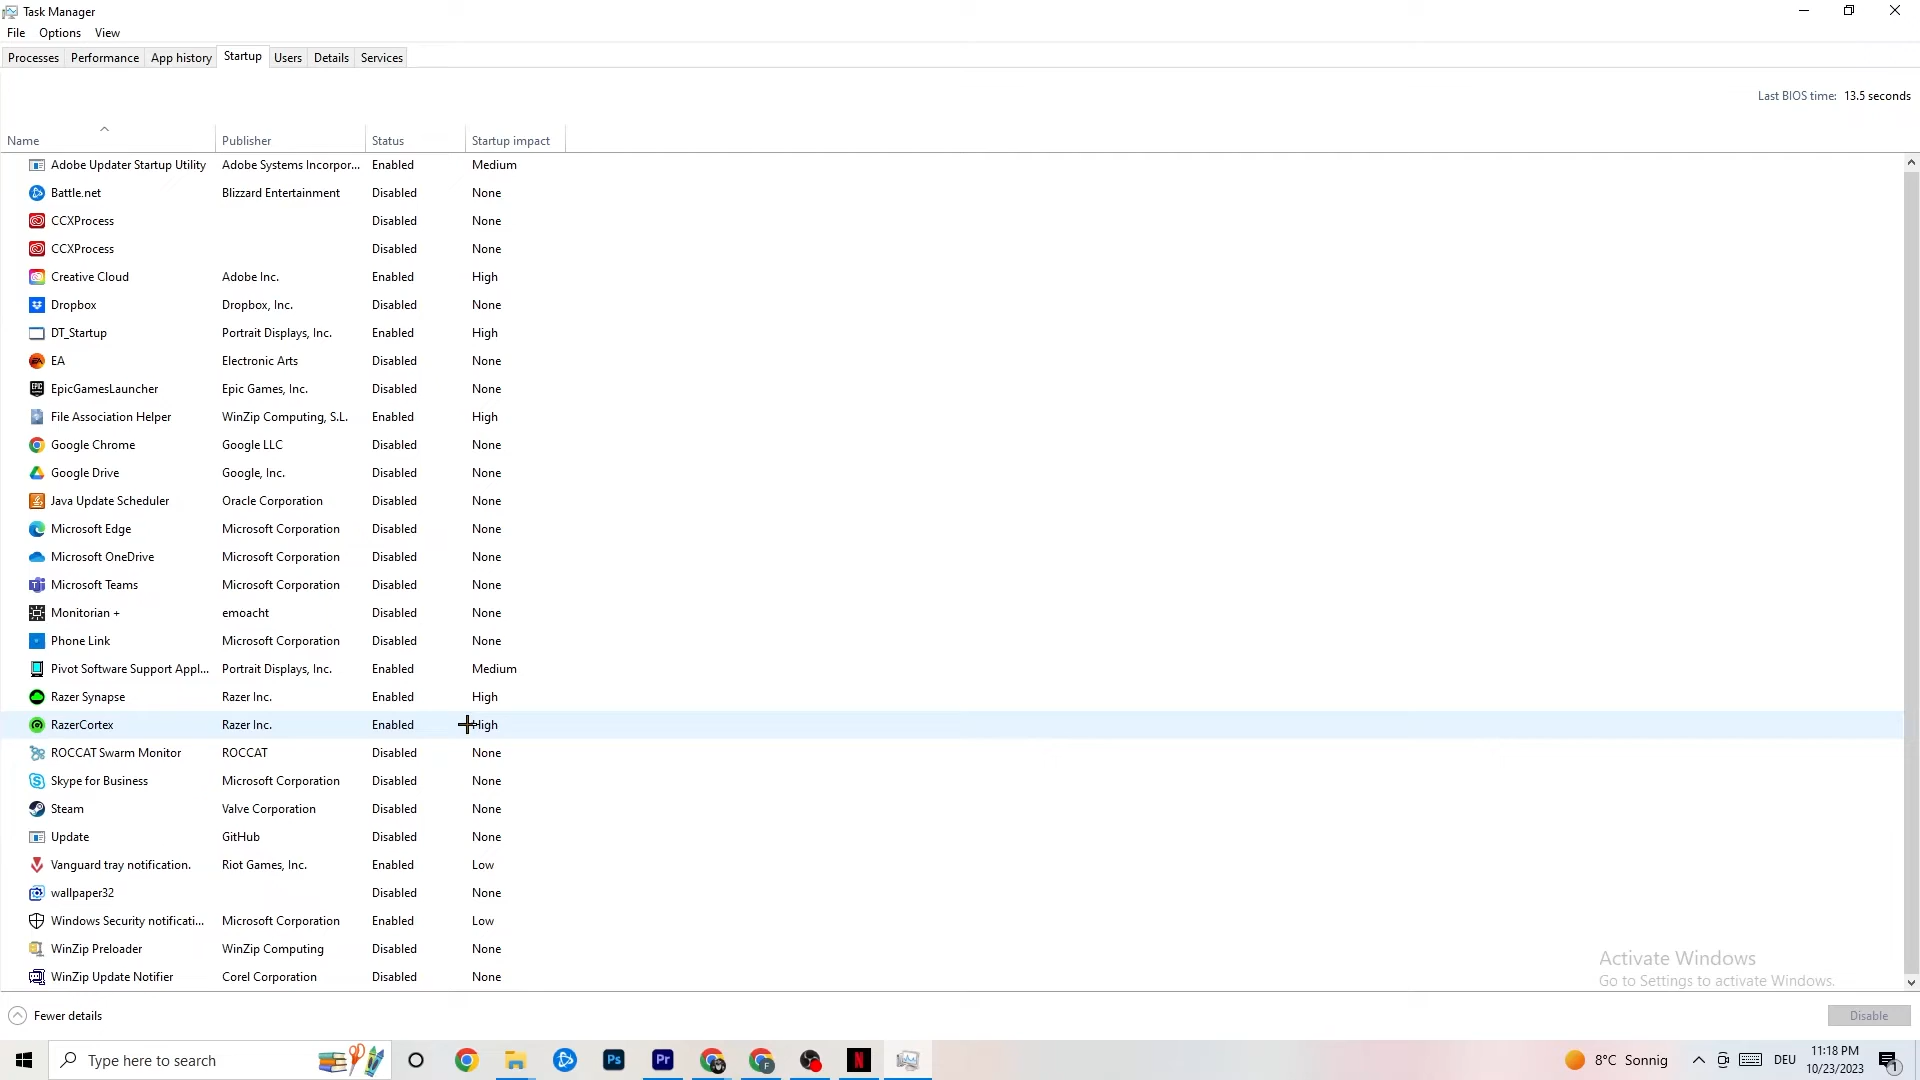 Task Manager
File Options View
Processes Performance App history Startup Users Details Services
Last BIOS time: 13.5 seconds
Name Publisher Status Startup impact
Adobe Updater Startup Utility Adobe Systems Incorpor... Enabled Medium
Battle.net Blizzard Entertainment Disabled None
CCXProcess Disabled None
CCXProcess Disabled None
Creative Cloud Adobe Inc. Enabled High
Dropbox Dropbox, Inc. Disabled None
DT_Startup Portrait Displays, Inc. Enabled High
EA Electronic Arts Disabled None
EpicGamesLauncher Epic Games, Inc. Disabled None
File Association Helper WinZip Computing, S.L. Enabled High
Google Chrome Google LLC Disabled None
Google Drive Google, Inc. Disabled None
Java Update Scheduler Oracle Corporation Disabled None
Microsoft Edge Microsoft Corporation Disabled None
Microsoft OneDrive Microsoft Corporation Disabled None
Microsoft Teams Microsoft Corporation Disabled None
Monitorian + emoacht Disabled None
Phone Link Microsoft Corporation Disabled None
Pivot Software Support Appl... Portrait Displays, Inc. Enabled Medium
Razer Synapse Razer Inc. Enabled High
RazerCortex Razer Inc. Enabled High
ROCCAT Swarm Monitor ROCCAT Disabled None
Skype for Business Microsoft Corporation Disabled None
Steam Valve Corporation Disabled None
Update GitHub Disabled None
Vanguard tray notification. Riot Games, Inc. Enabled Low
wallpaper32 Disabled None
Windows Security notificati... Microsoft Corporation Enabled Low
WinZip Preloader WinZip Computing Disabled None
WinZip Update Notifier Corel Corporation Disabled None
Activate Windows
Go to Settings to activate Windows.
Fewer details Disable
Type here to search Ps Pr F N 8°C Sonnig DEU 11:18 PM
10/23/2023 1